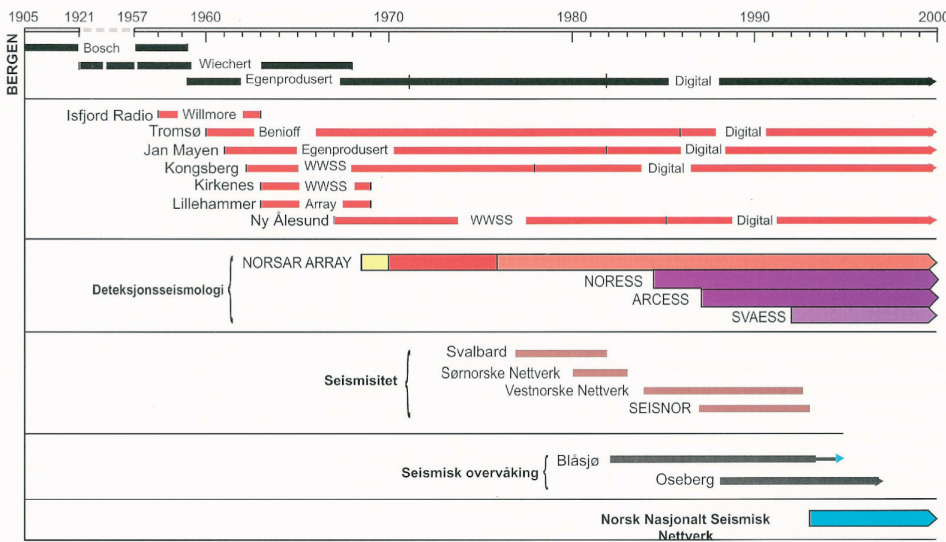 1905 1921 1957 1960 1970 1980 1990 2000
BERGEN
Bosch
Wiechert
Egenprodusert Digital
Isfjord Radio Willmore
Tromsø Benioff Digital
Jan Mayen Egenprodusert Digital
Kongsberg WWSS Digital
Kirkenes WWSS
Lillehammer Array
Ny Ålesund WWSS Digital
NORSAR ARRAY
Deteksjonsseismologi
NORESS
ARCESS
SVAESS
Svalbard
Sørnorske Nettverk
Seismisitet
Vestnorske Nettverk
SEISNOR
Blåsjø
Seismisk overvåking
Oseberg
Norsk Nasjonalt Seismisk
Nettverk